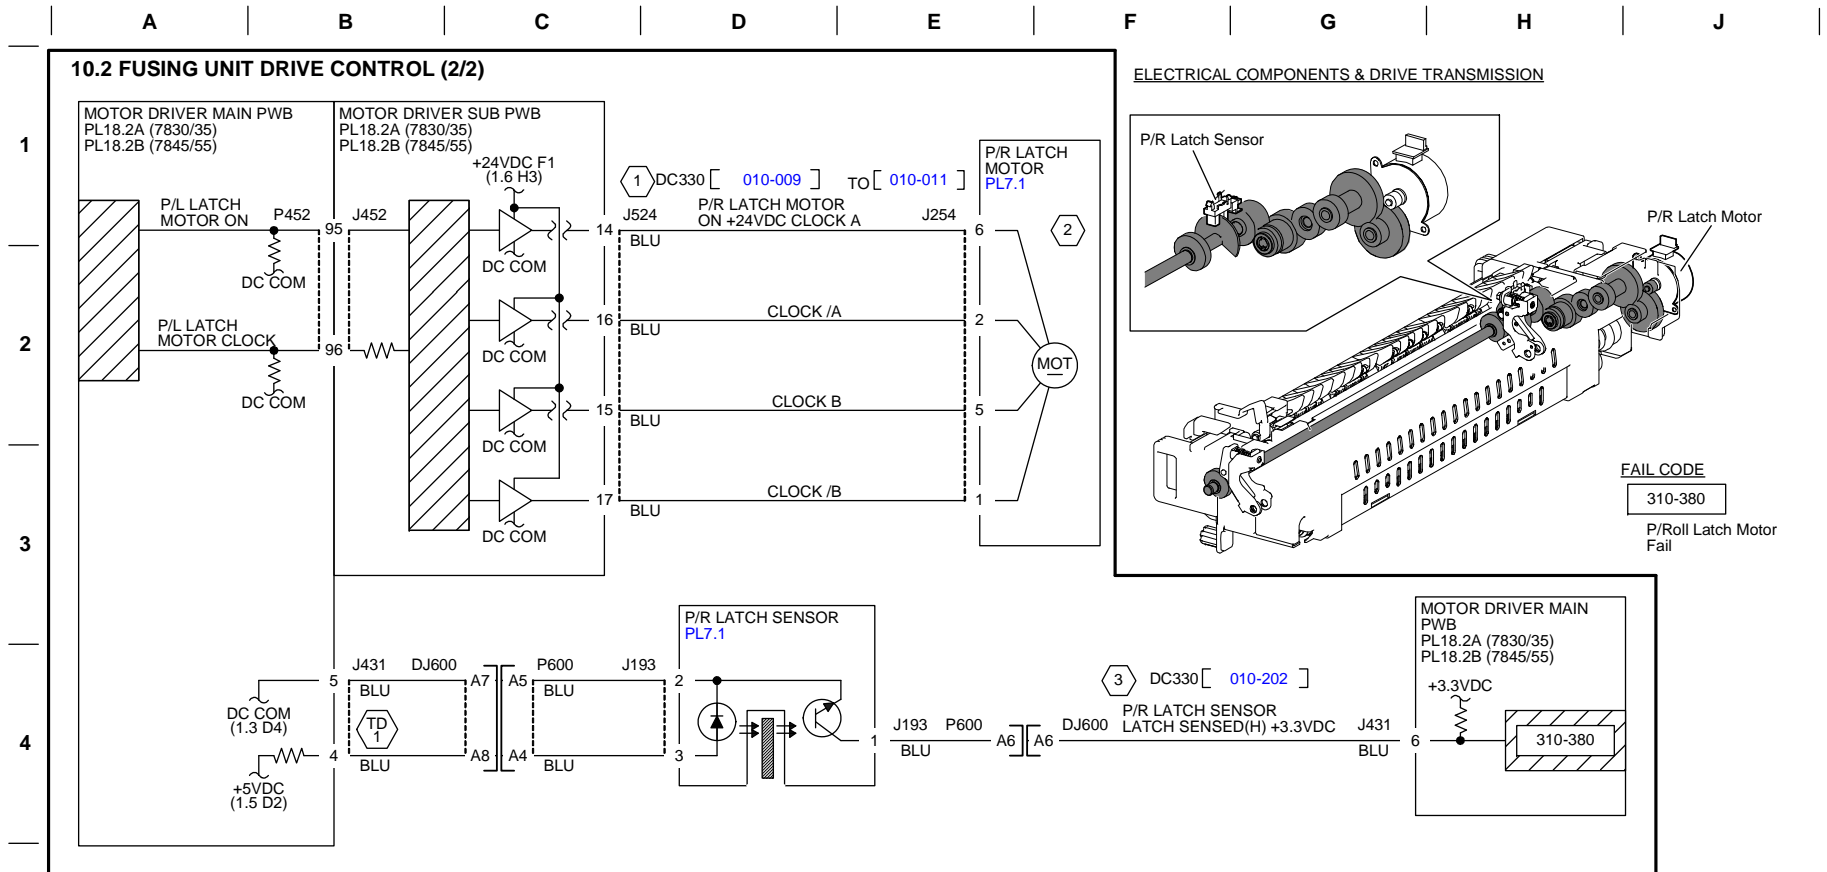 A B C D E F G H J
10.2 FUSING UNIT DRIVE CONTROL (2/2)
ELECTRICAL COMPONENTS & DRIVE TRANSMISSION
1
MOTOR DRIVER MAIN PWB
PL18.2A (7830/35)
PL18.2B (7845/55)
MOTOR DRIVER SUB PWB
PL18.2A (7830/35)
PL18.2B (7845/55)
+24VDC F1
(1.6 H3)
1 DC330 [ 010-009 ] TO [ 010-011 ]
P/R LATCH
MOTOR
PL7.1
P/R Latch Sensor
P/R Latch Motor
P/L LATCH
MOTOR ON
P452
95
J452
14
J524
BLU
P/R LATCH MOTOR
ON +24VDC CLOCK A
J254
6
2
DC COM
DC COM
2
P/L LATCH
MOTOR CLOCK
96
DC COM
16
BLU
CLOCK /A
2
DC COM
MOT
15
BLU
CLOCK B
5
DC COM
17
BLU
CLOCK /B
1
DC COM
3
FAIL CODE
310-380
P/Roll Latch Motor
Fail
P/R LATCH SENSOR
PL7.1
MOTOR DRIVER MAIN
PWB
PL18.2A (7830/35)
PL18.2B (7845/55)
4
5
J431
BLU
DJ600
A7
A5
P600
BLU
J193
2
DC COM
(1.3 D4)
TD
1
4
BLU
A8
A4
BLU
3
+5VDC
(1.5 D2)
1
J193
BLU
P600
A6
A6
DJ600
3 DC330 [ 010-202 ]
P/R LATCH SENSOR
LATCH SENSED(H) +3.3VDC
J431
BLU
6
+3.3VDC
310-380